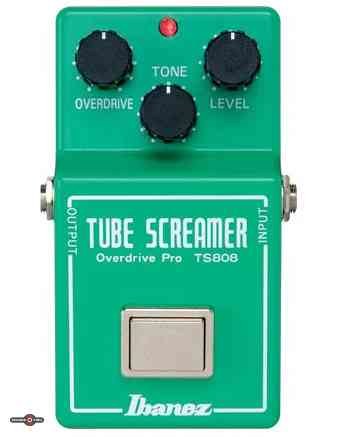 TONE
OVERDRIVE
LEVEL
OUTPUT
INPUT
TUBE SCREAMER
Overdrive Pro TS808
Ibanez